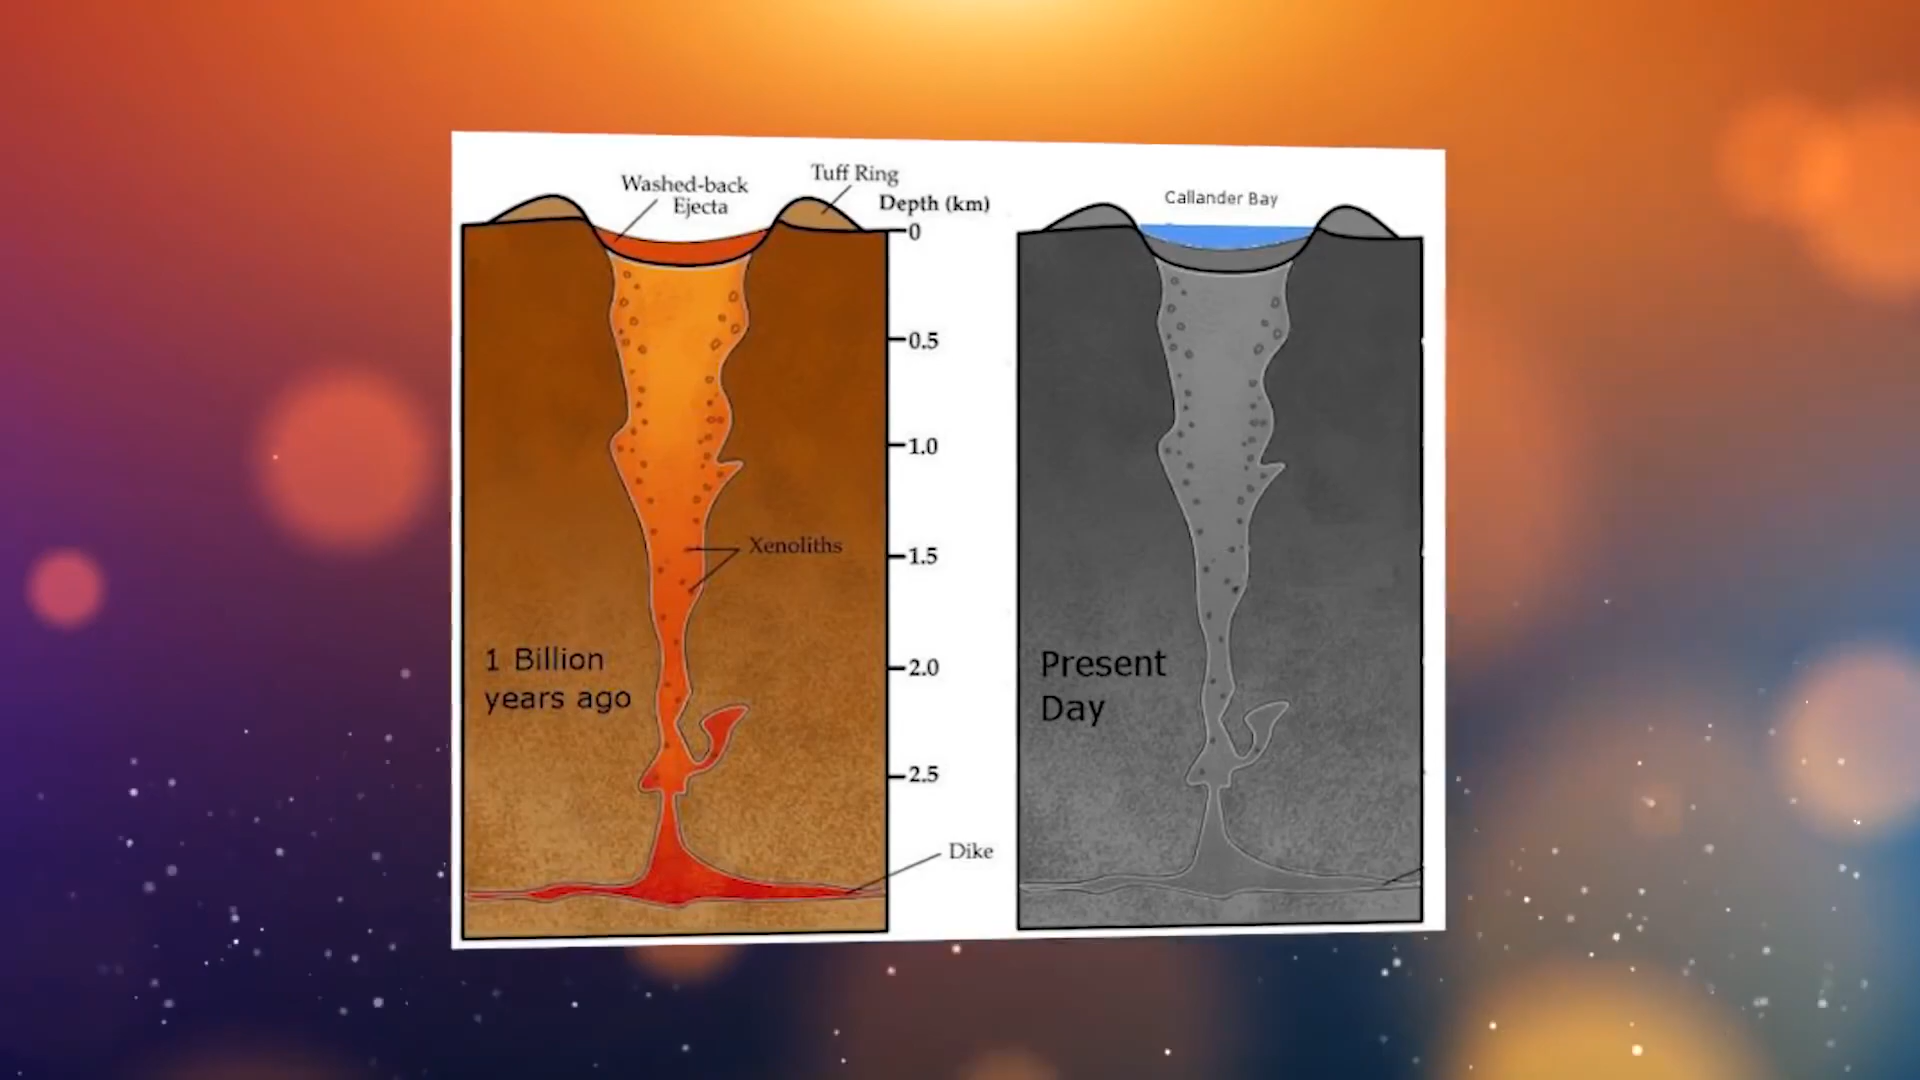 Washed-back
Ejecta
Tuff Ring
Depth (km)
0
0.5
1.0
1.5
2.0
2.5
Xenoliths
1 Billion
years ago
Dike
Callander Bay
Present
Day